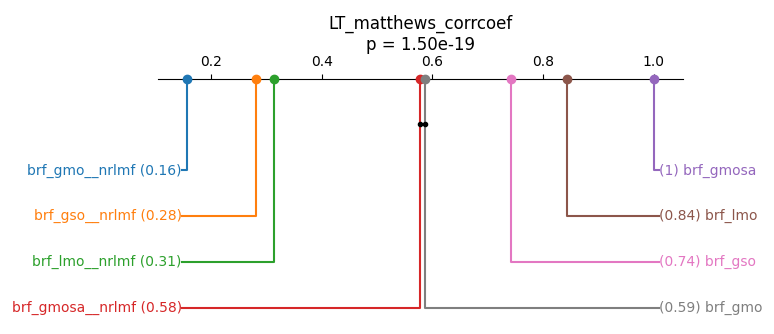 LT_matthews_corrcoef
p = 1.50e-19
0.2 0.4 0.6 0.8 1.0
brf_gmo__nrlmf (0.16) (1) brf_gmosa
brf_gso__nrlmf (0.28) (0.84) brf_lmo
brf_lmo__nrlmf (0.31) (0.74) brf_gso
brf_gmosa__nrlmf (0.58) (0.59) brf_gmo